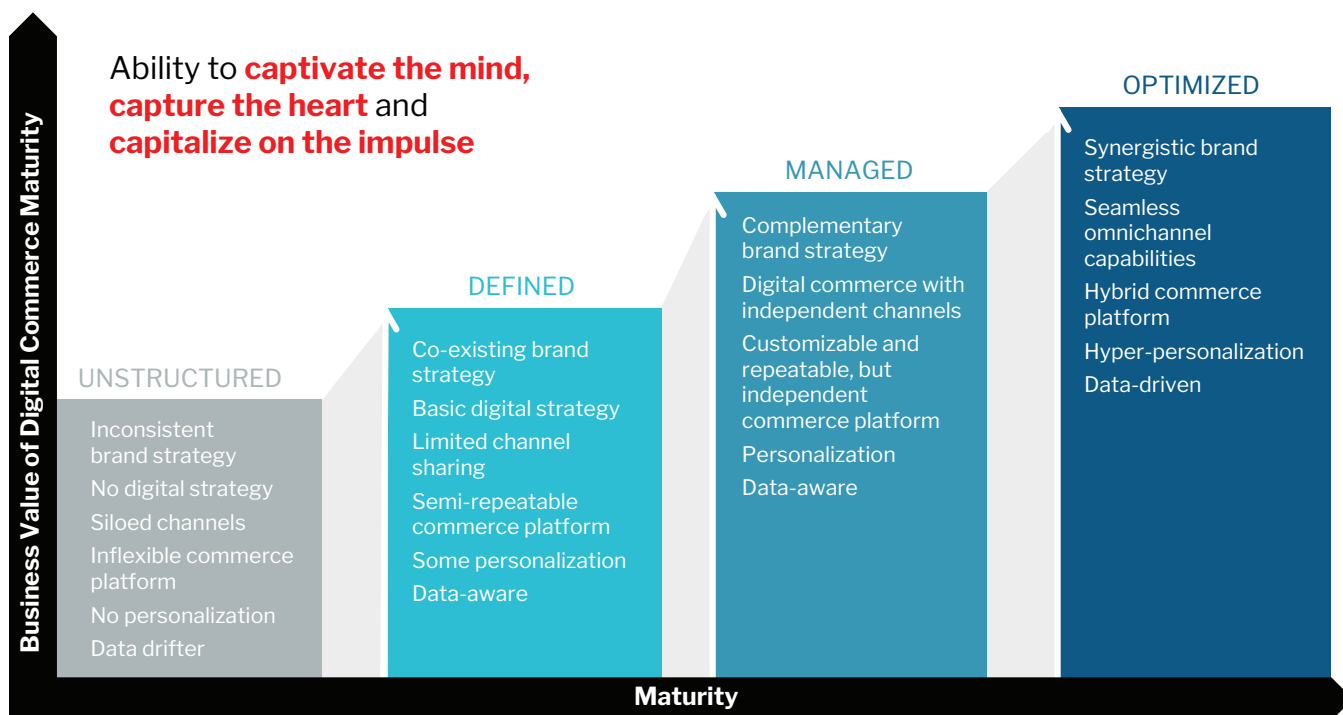 Business Value of Digital Commerce Maturity
Ability to captivate the mind,
capture the heart and
capitalize on the impulse
UNSTRUCTURED
Inconsistent
brand strategy
No digital strategy
Siloed channels
Inflexible commerce
platform
No personalization
Data drifter
DEFINED
Co-existing brand
strategy
Basic digital strategy
Limited channel
sharing
Semi-repeatable
commerce platform
Some personalization
Data-aware
MANAGED
Complementary
brand strategy
Digital commerce with
independent channels
Customizable and
repeatable, but
independent
commerce platform
Personalization
Data-aware
OPTIMIZED
Synergistic brand
strategy
Seamless
omnichannel
capabilities
Hybrid commerce
platform
Hyper-personalization
Data-driven
Maturity